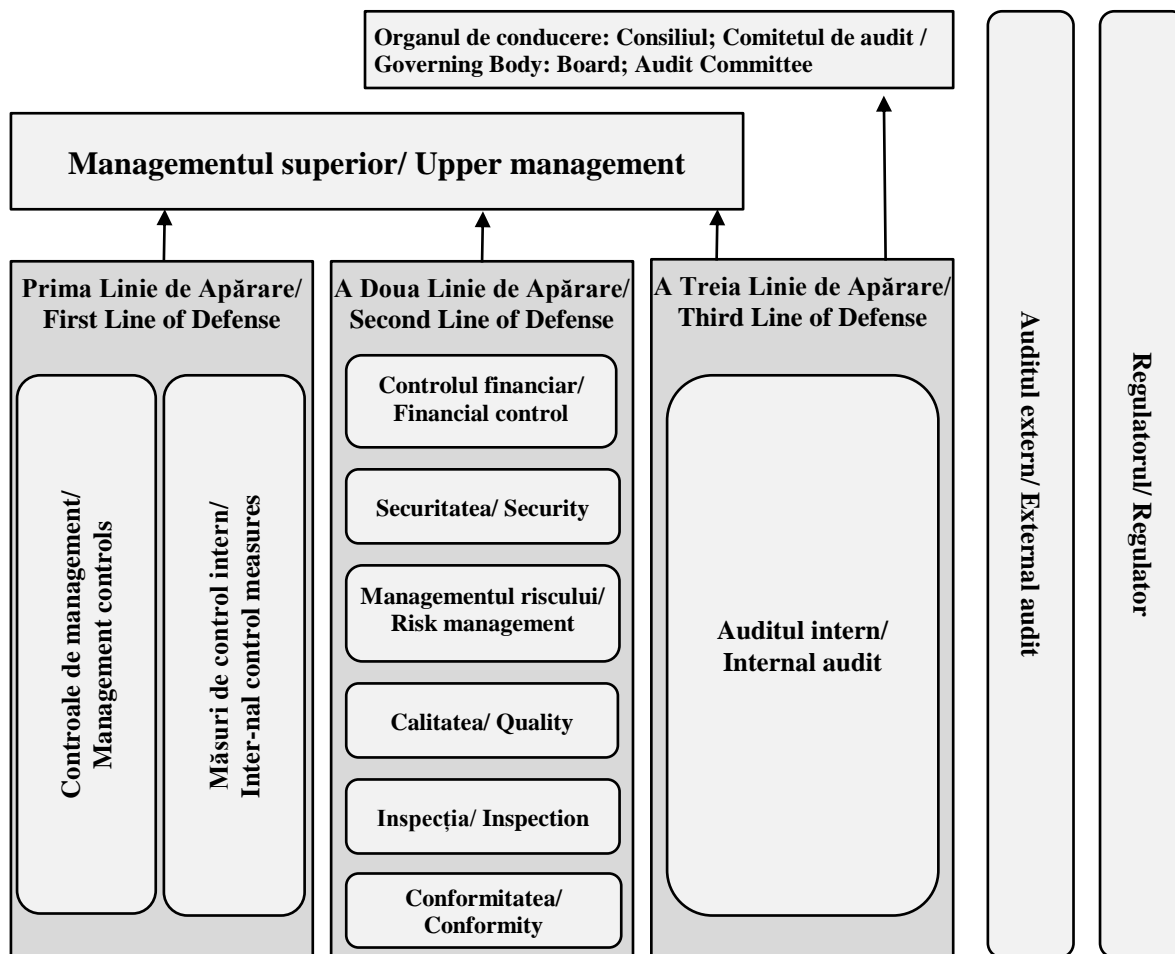 Organul de conducere: Consiliul; Comitetul de audit /
Governing Body: Board; Audit Committee
Managementul superior/ Upper management
Prima Linie de Apărare/
First Line of Defense
Controale de management/
Management controls
Măsuri de control intern/
Inter-nal control measures
A Doua Linie de Apărare/
Second Line of Defense
Controlul financiar/
Financial control
Securitatea/ Security
Managementul riscului/
Risk management
Calitatea/ Quality
Inspecția/ Inspection
Conformitatea/
Conformity
A Treia Linie de Apărare/
Third Line of Defense
Auditul intern/
Internal audit
Auditul extern/ External audit
Regulatorul/ Regulator